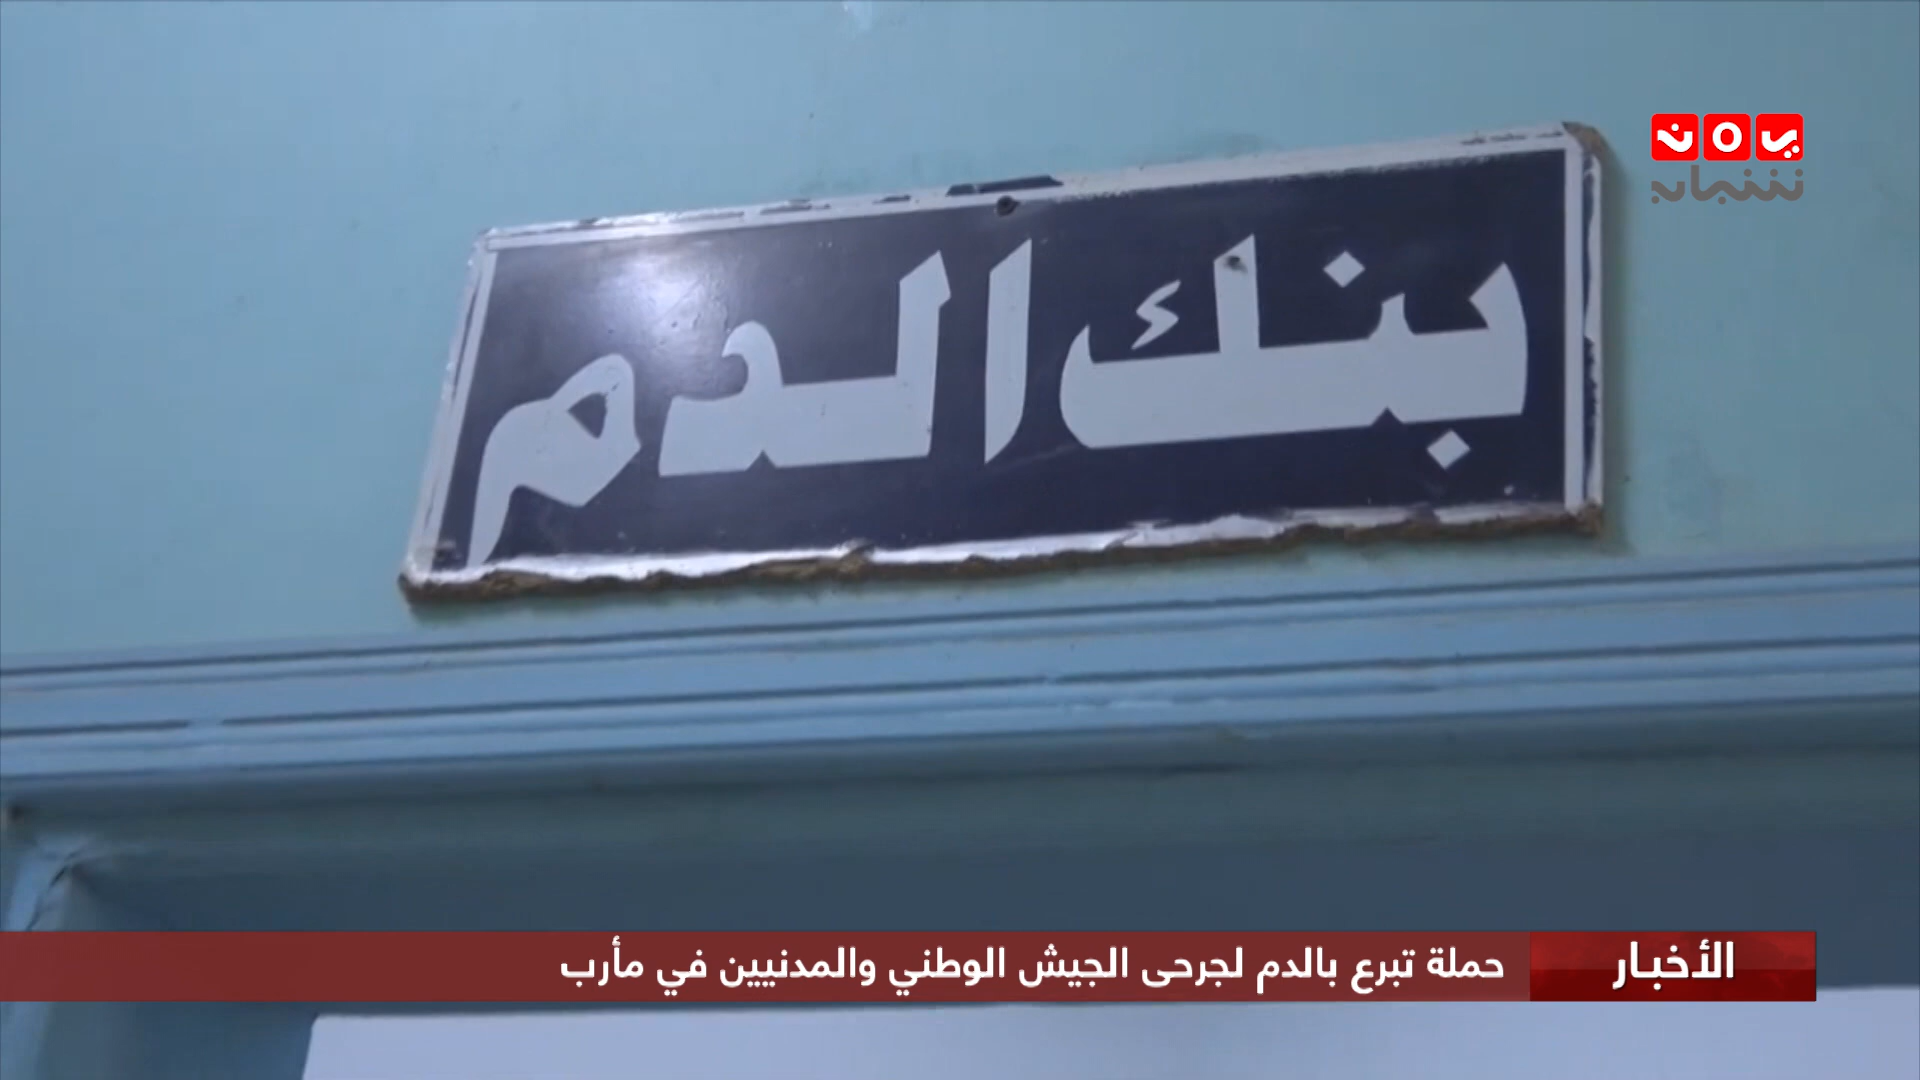 يمن
شباب
بنك الدم
الأخبار
حملة تبرع بالدم لجرحى الجيش الوطني والمدنيين في مأرب